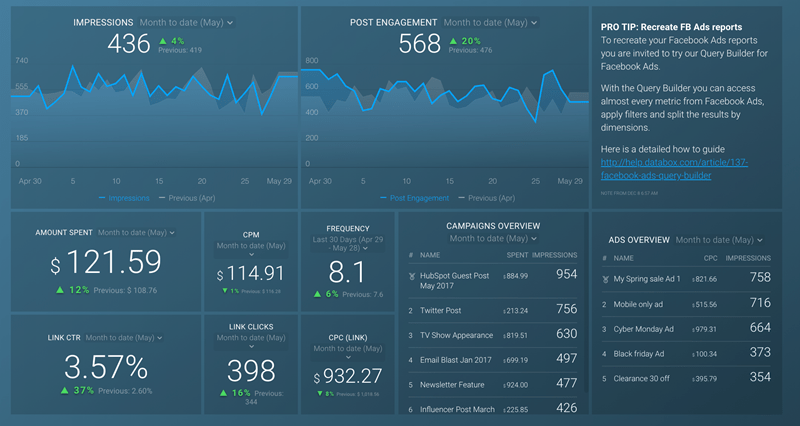 IMPRESSIONS Month to date (May)
436 4%
Previous: 419
740
555
370
185
0
Apr 30 5 10 15 20 25 May 29
Impressions Previous (Apr)
POST ENGAGEMENT Month to date (May)
568 20%
Previous: 476
800
600
400
200
0
Apr 30 5 10 15 20 25 May 29
Post Engagement Previous (Apr)
PRO TIP: Recreate FB Ads reports
To recreate your Facebook Ads reports
you are invited to try our Query Builder for
Facebook Ads.
With the Query Builder you can access
almost every metric from Facebook Ads,
apply filters and split the results by
dimensions.
Here is a detailed how to guide
http://help.databox.com/article/137-
facebook-ads-query-builder
AMOUNT SPENT Month to date (May)
$ 121.59
12% Previous: $ 108.76
CPM
Month to date (May)
$ 114.91
1% Previous: $ 116.28
FREQUENCY
Last 30 Days (Apr 29
- May 28)
8.1
6% Previous: 7.6
LINK CTR Month to date (May)
3.57%
37% Previous: 2.60%
LINK CLICKS
Month to date (May)
398
16% Previous:
344
CPC (LINK)
Month to date (May)
$ 932.27
8%
CAMPAIGNS OVERVIEW
Month to date (May)
# NAME SPENT IMPRESSIONS
HubSpot Guest Post $884.99 954
May 2017
2 Twitter Post $213.24 756
3 TV Show Appearance $819.51 630
4 Email Blast Jan 2017 $699.19 497
5 Newsletter Feature $924.00 477
6 Influencer Post March $225.85 426
ADS OVERVIEW Month to date (May)
# NAME CPC IMPRESSIONS
My Spring sale Ad 1 $821.66 758
2 Mobile only ad $515.56 716
3 Cyber Monday Ad $979.31 664
4 Black friday Ad $100.34 373
5 Clearance 30 off $395.79 354